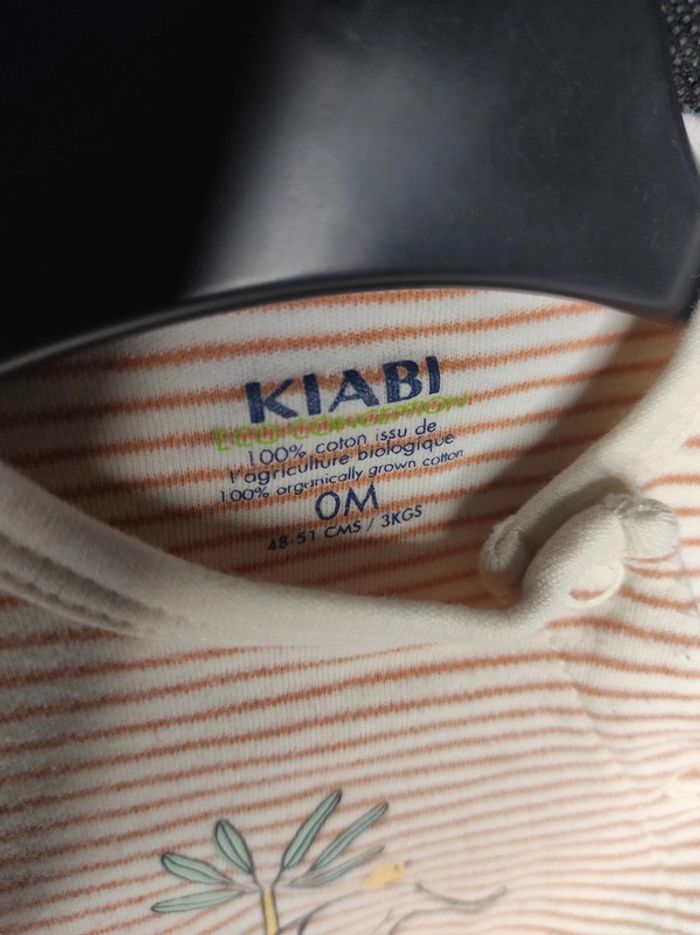 KIABI
ECO CONCEPTION
100% coton issu de
l'agriculture biologique
100% organically grown cotton
0M
48-51 CMS / 3KGS